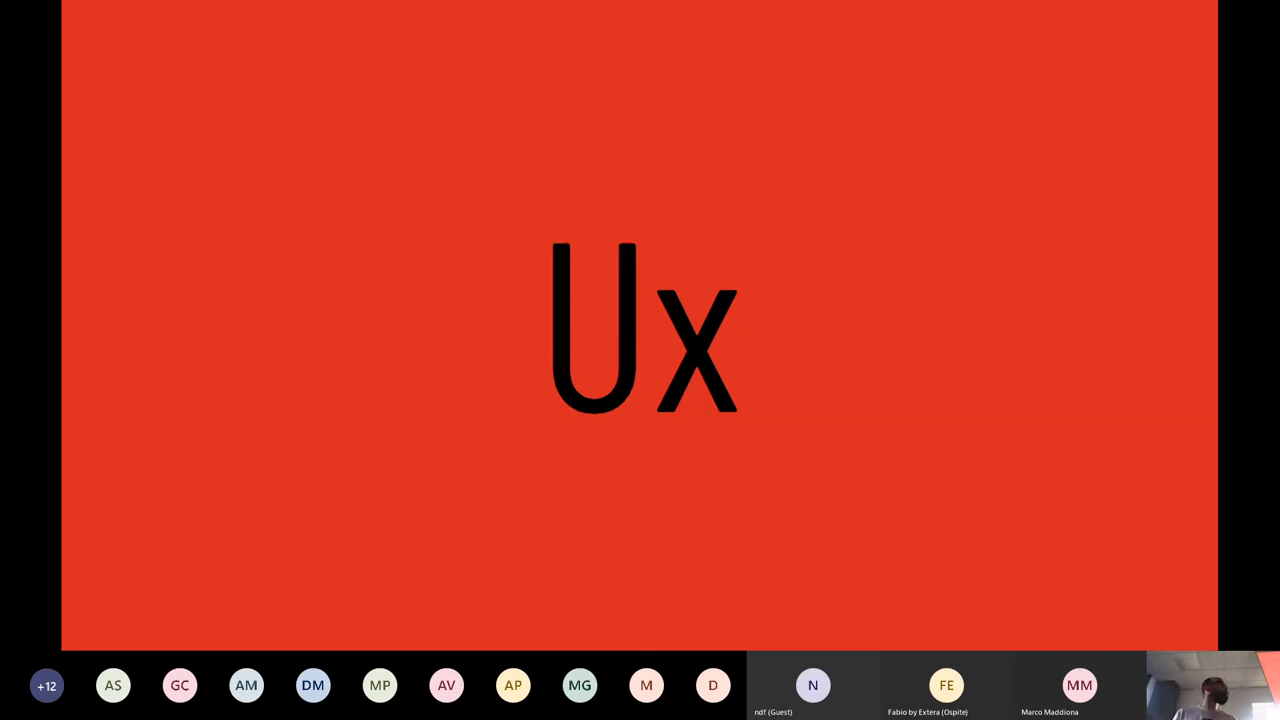 Ux
+12
AS
GC
AM
DM
MP
AV
AP
MG
M
D
N
FE
MM
ndf (Guest)
Fabio by Extera (Ospite)
Marco Maddiona